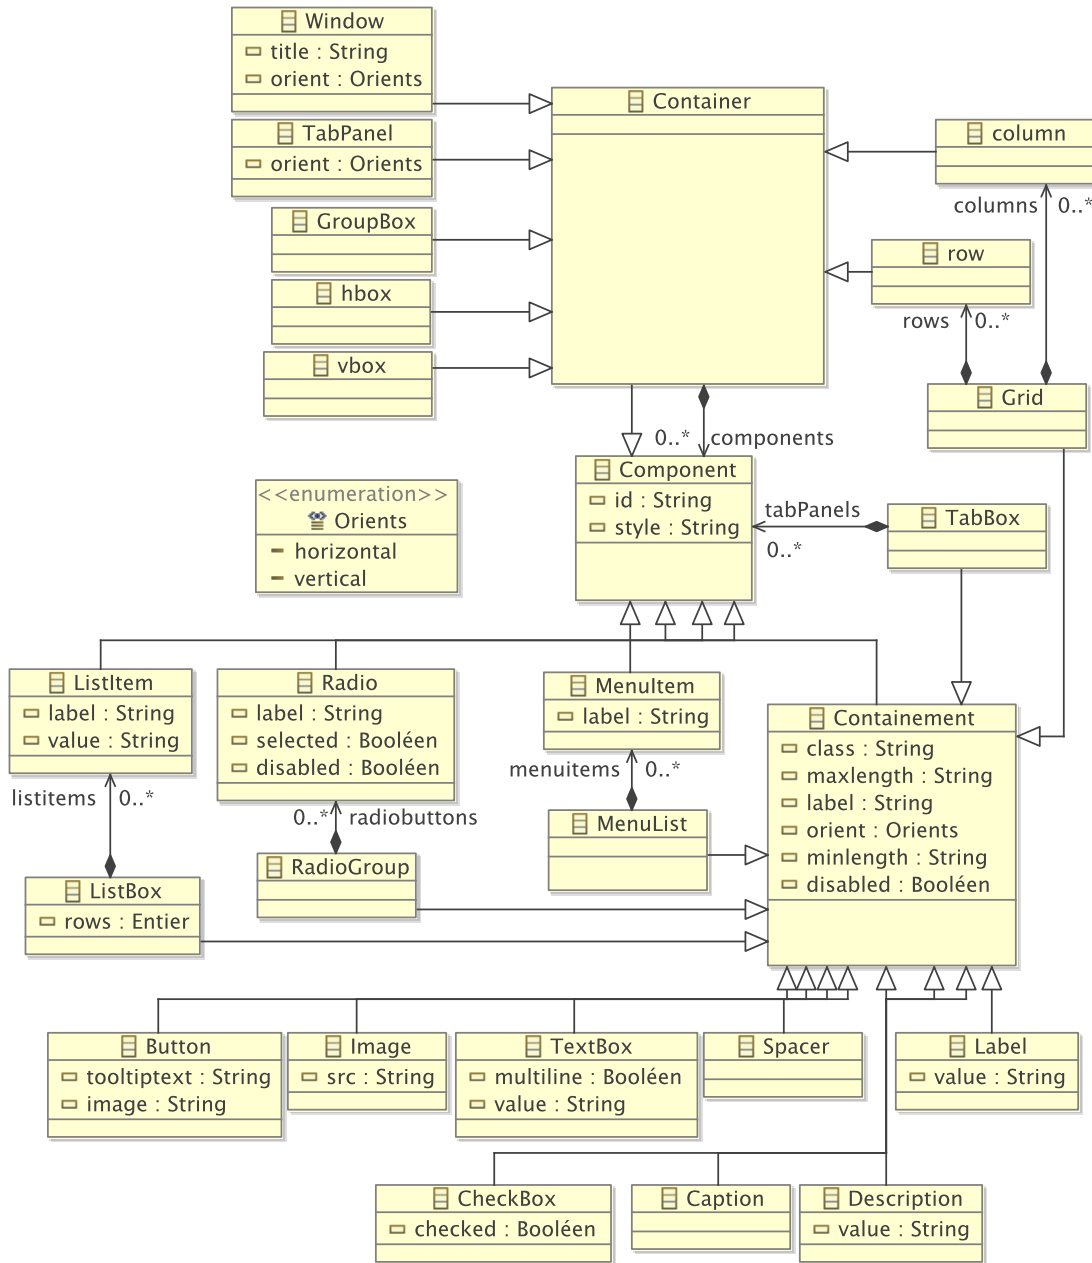 Window
title : String
orient : Orients
TabPanel
orient : Orients
GroupBox
hbox
vbox
Container
column
columns 0..*
row
rows 0..*
Grid
0..* components
Component
id : String
style : String
tabPanels
0..*
TabBox
<<enumeration>>
Orients
horizontal
vertical
ListItem
label : String
value : String
listitems 0..*
ListBox
rows : Entier
Radio
label : String
selected : Booléen
disabled : Booléen
0..* radiobuttons
RadioGroup
MenuItem
label : String
menuitems 0..*
MenuList
Containement
class : String
maxlength : String
label : String
orient : Orients
minlength : String
disabled : Booléen
Button
tooltiptext : String
image : String
Image
src : String
TextBox
multiline : Booléen
value : String
Spacer
Label
value : String
CheckBox
checked : Booléen
Caption
Description
value : String